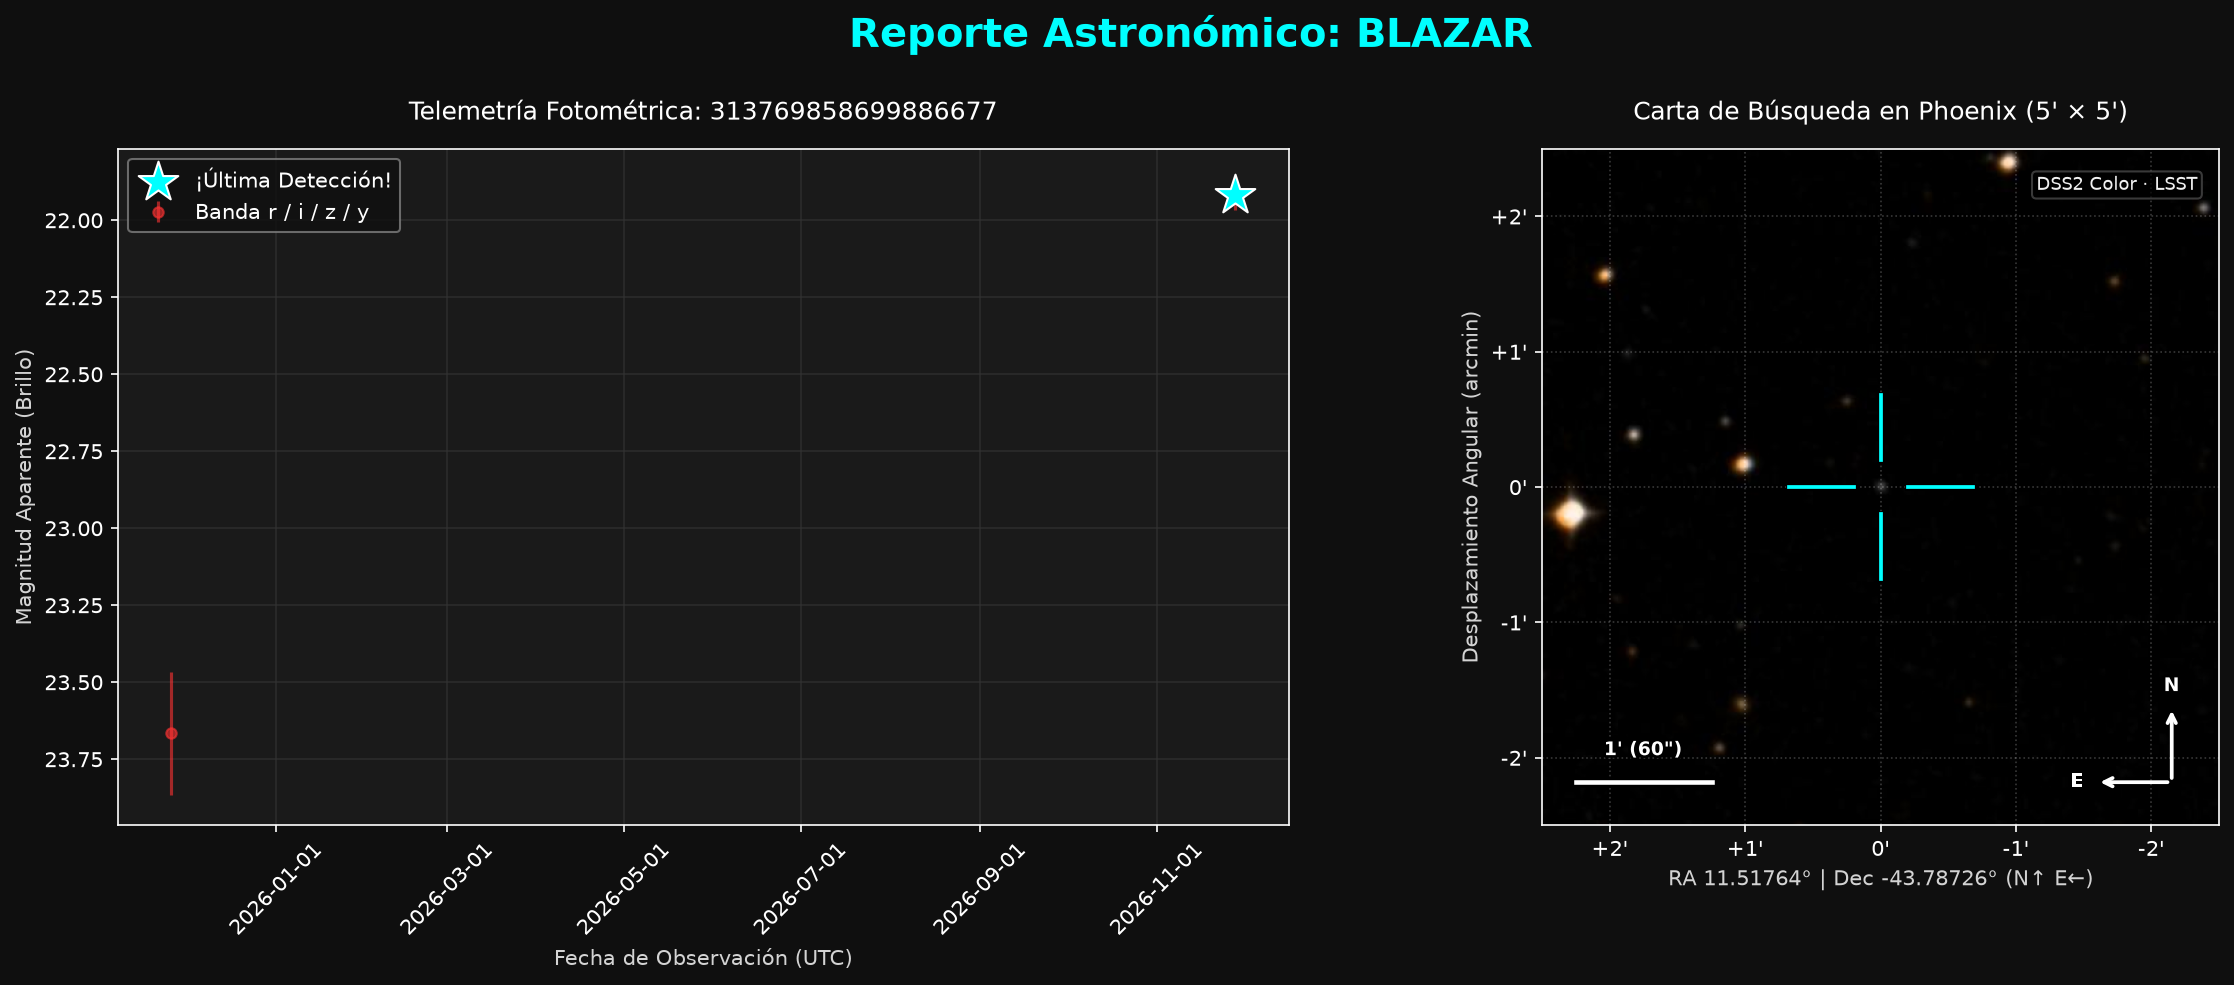 Reporte Astronómico: BLAZAR
Telemetría Fotométrica: 313769858699886677
¡Última Detección!
Banda r / i / z / y
Magnitud Aparente (Brillo)
22.00
22.25
22.50
22.75
23.00
23.25
23.50
23.75
2026-01-01
2026-03-01
2026-05-01
2026-07-01
2026-09-01
2026-11-01
Fecha de Observación (UTC)
Carta de Búsqueda en Phoenix (5' × 5')
DSS2 Color · LSST
Desplazamiento Angular (arcmin)
+2'
+1'
0'
-1'
-2'
N
E
1' (60")
+2'
+1'
0'
-1'
-2'
RA 11.51764° | Dec -43.78726° (N↑ E←)